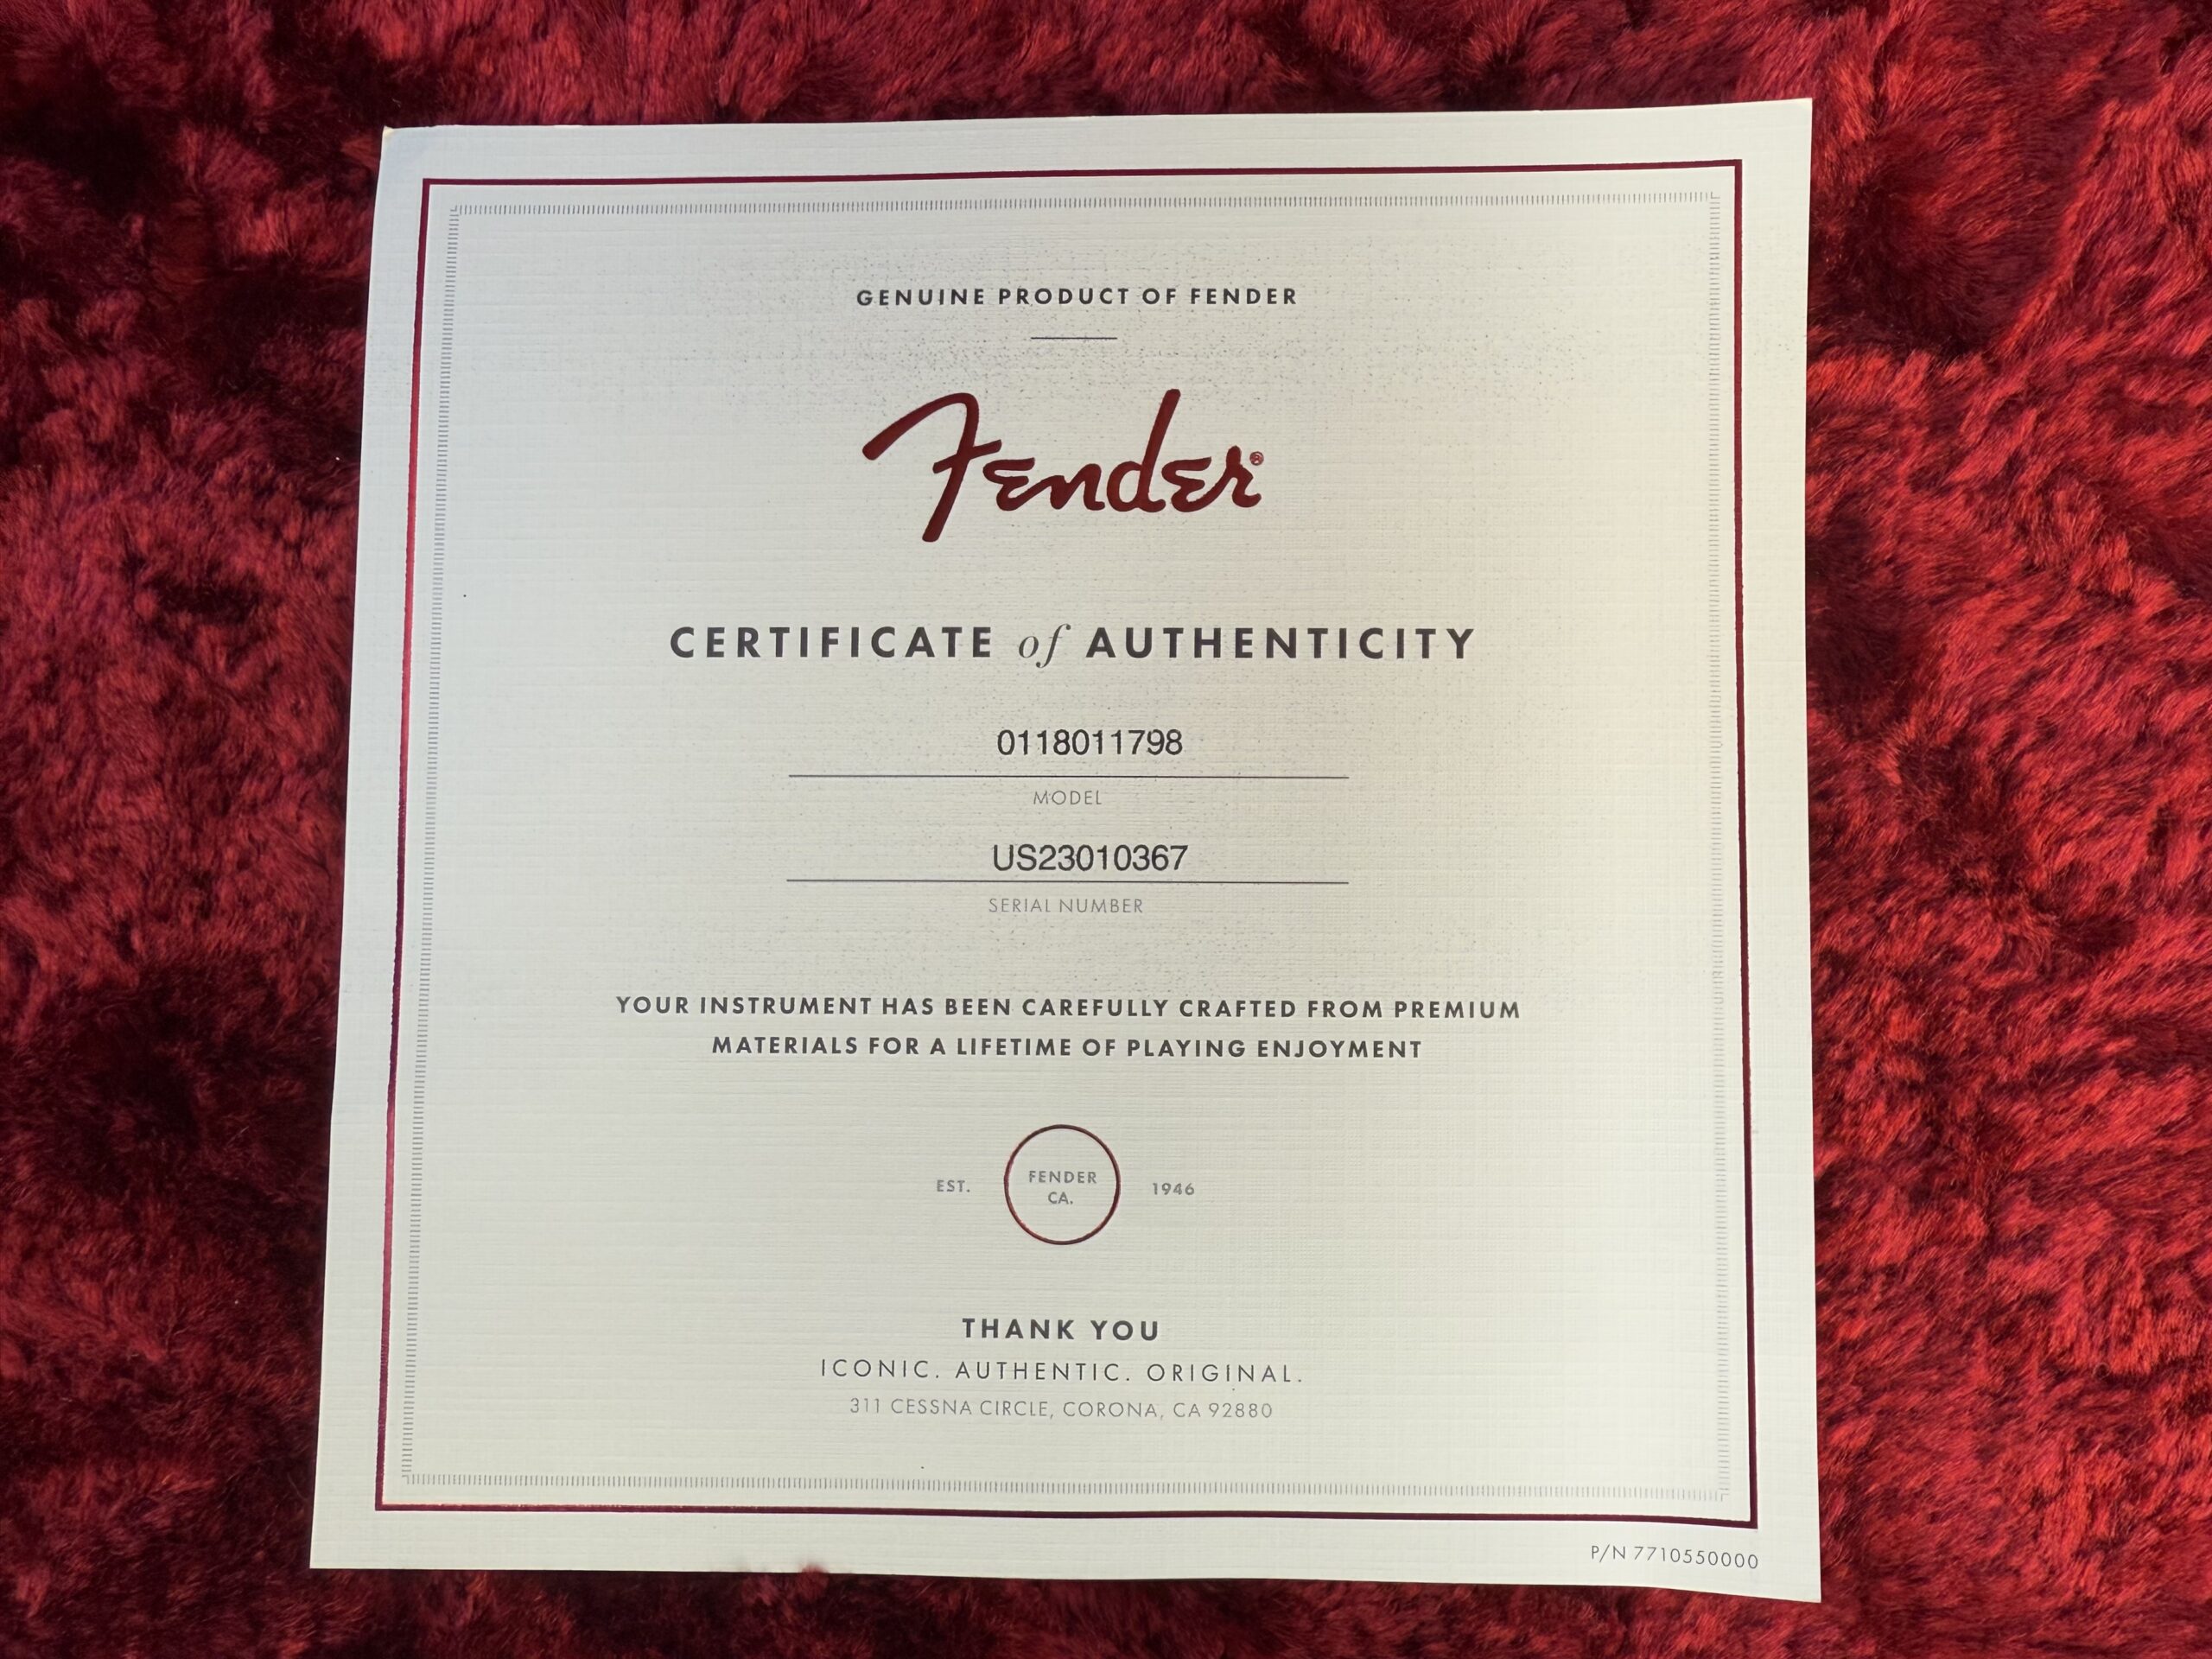 GENUINE PRODUCT OF FENDER
Fender®
CERTIFICATE of AUTHENTICITY
0118011798
MODEL
US23010367
SERIAL NUMBER
YOUR INSTRUMENT HAS BEEN CAREFULLY CRAFTED FROM PREMIUM
MATERIALS FOR A LIFETIME OF PLAYING ENJOYMENT
EST. FENDER CA. 1946
THANK YOU
ICONIC. AUTHENTIC. ORIGINAL.
311 CESSNA CIRCLE, CORONA, CA 92880
P/N 7710550000